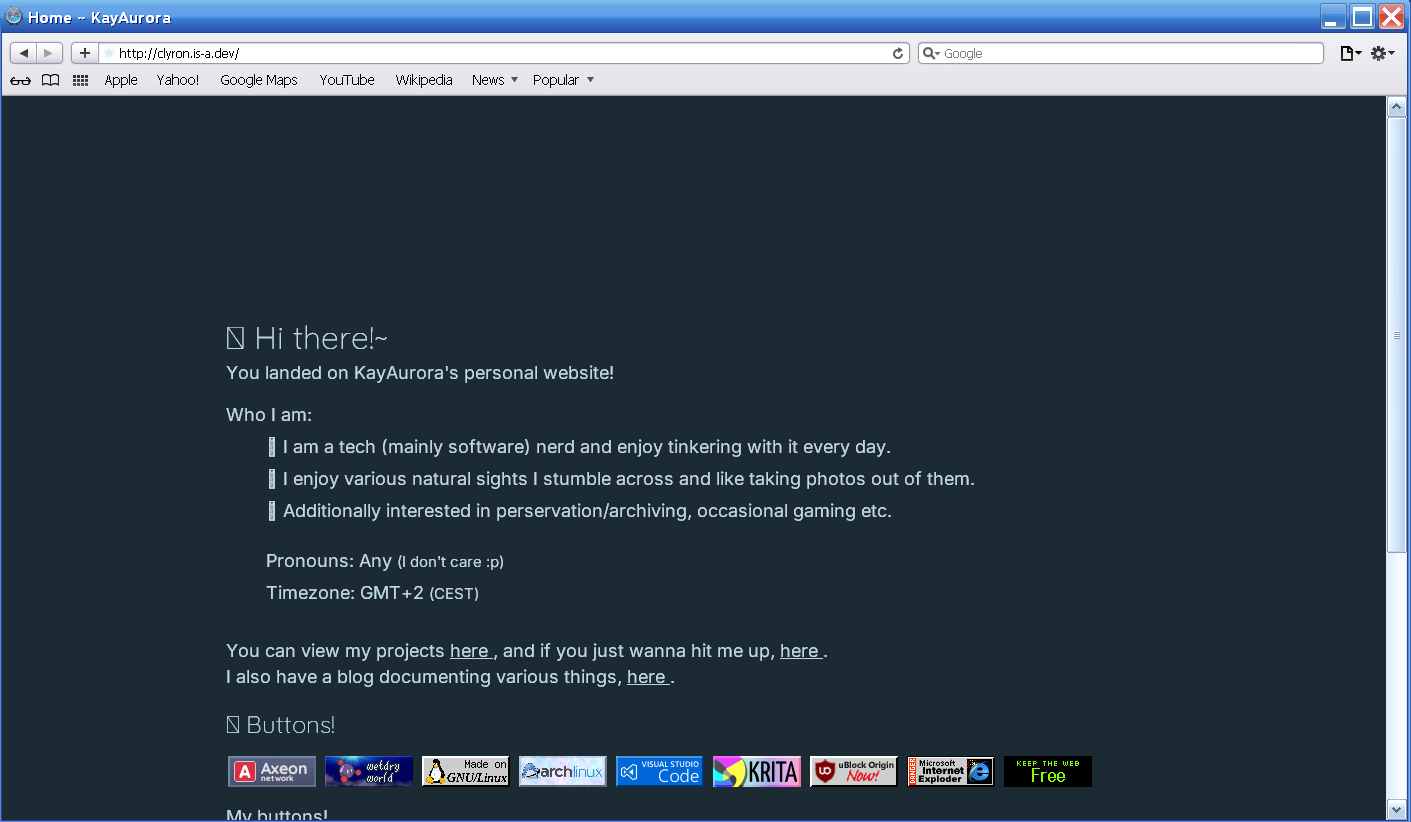 Home ~ KayAurora
http://clyron.is-a.dev/
Google
Apple Yahoo! Google Maps YouTube Wikipedia News Popular
Hi there!~
You landed on KayAurora's personal website!
Who I am:
I am a tech (mainly software) nerd and enjoy tinkering with it every day.
I enjoy various natural sights I stumble across and like taking photos out of them.
Additionally interested in perservation/archiving, occasional gaming etc.
Pronouns: Any (I don't care :p)
Timezone: GMT+2 (CEST)
You can view my projects here , and if you just wanna hit me up, here .
I also have a blog documenting various things, here .
Buttons!
Axeon
network
wetdry
world
Made on
GNU/Linux
archlinux
VISUAL STUDIO
Code
KRITA
uBlock Origin
Now!
DANGER
Microsoft
Internet
Exploder
KEEP THE WEB
Free
My buttons!